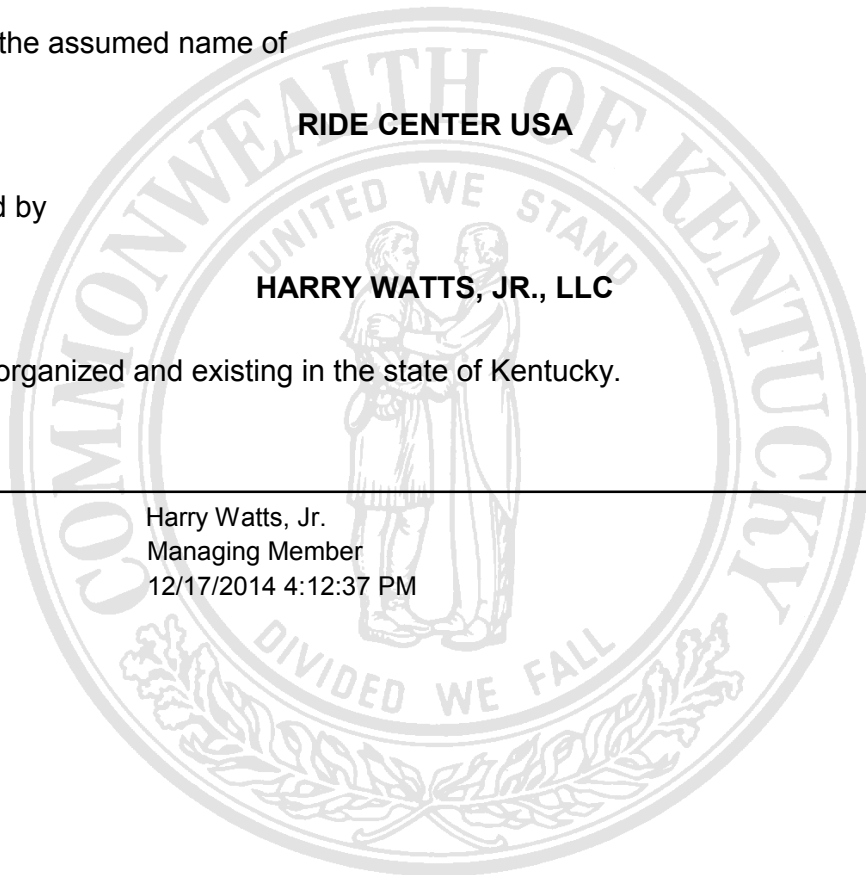 the assumed name of
RIDE CENTER USA
d by
HARRY WATTS, JR., LLC
organized and existing in the state of Kentucky.
Harry Watts, Jr.
Managing Member
12/17/2014 4:12:37 PM
COMMONWEALTH OF KENTUCKY
UNITED WE STAND
DIVIDED WE FALL